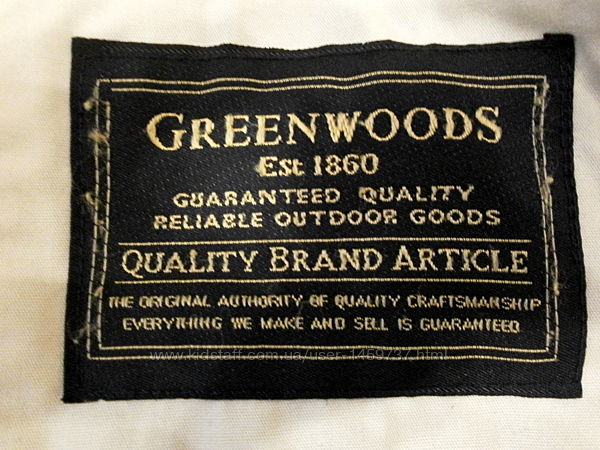 GREENWOODS
Est 1860
GUARANTEED QUALITY
RELIABLE OUTDOOR GOODS
QUALITY BRAND ARTICLE
THE ORIGINAL AUTHORITY OF QUALITY CRAFTSMANSHIP
EVERYTHING WE MAKE AND SELL IS GUARANTEED
www.kidstaff.com.ua/user-1469737.html